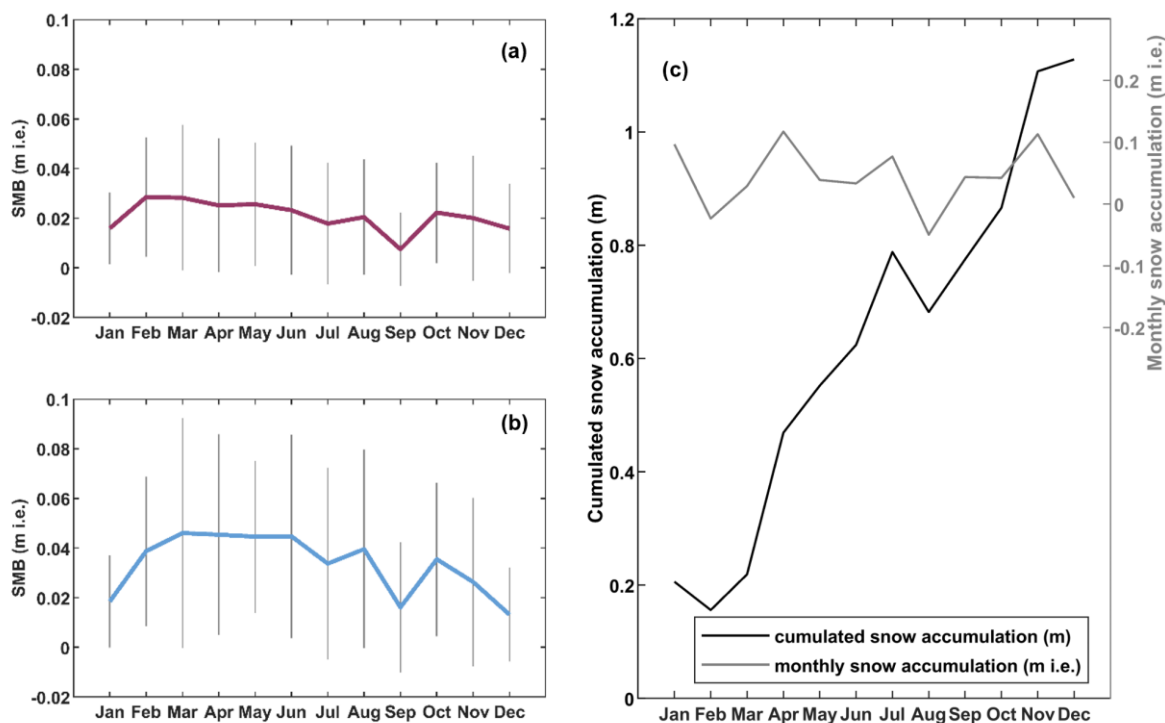 (a)
SMB (m i.e.)
0.1
0.08
0.06
0.04
0.02
0
-0.02
Jan Feb Mar Apr May Jun Jul Aug Sep Oct Nov Dec
(b)
SMB (m i.e.)
0.1
0.08
0.06
0.04
0.02
0
-0.02
Jan Feb Mar Apr May Jun Jul Aug Sep Oct Nov Dec
(c)
Cumulated snow accumulation (m)
1.2
1
0.8
0.6
0.4
0.2
0
Monthly snow accumulation (m i.e.)
0.2
0.1
0
-0.1
-0.2
cumulated snow accumulation (m)
monthly snow accumulation (m i.e.)
Jan Feb Mar Apr May Jun Jul Aug Sep Oct Nov Dec